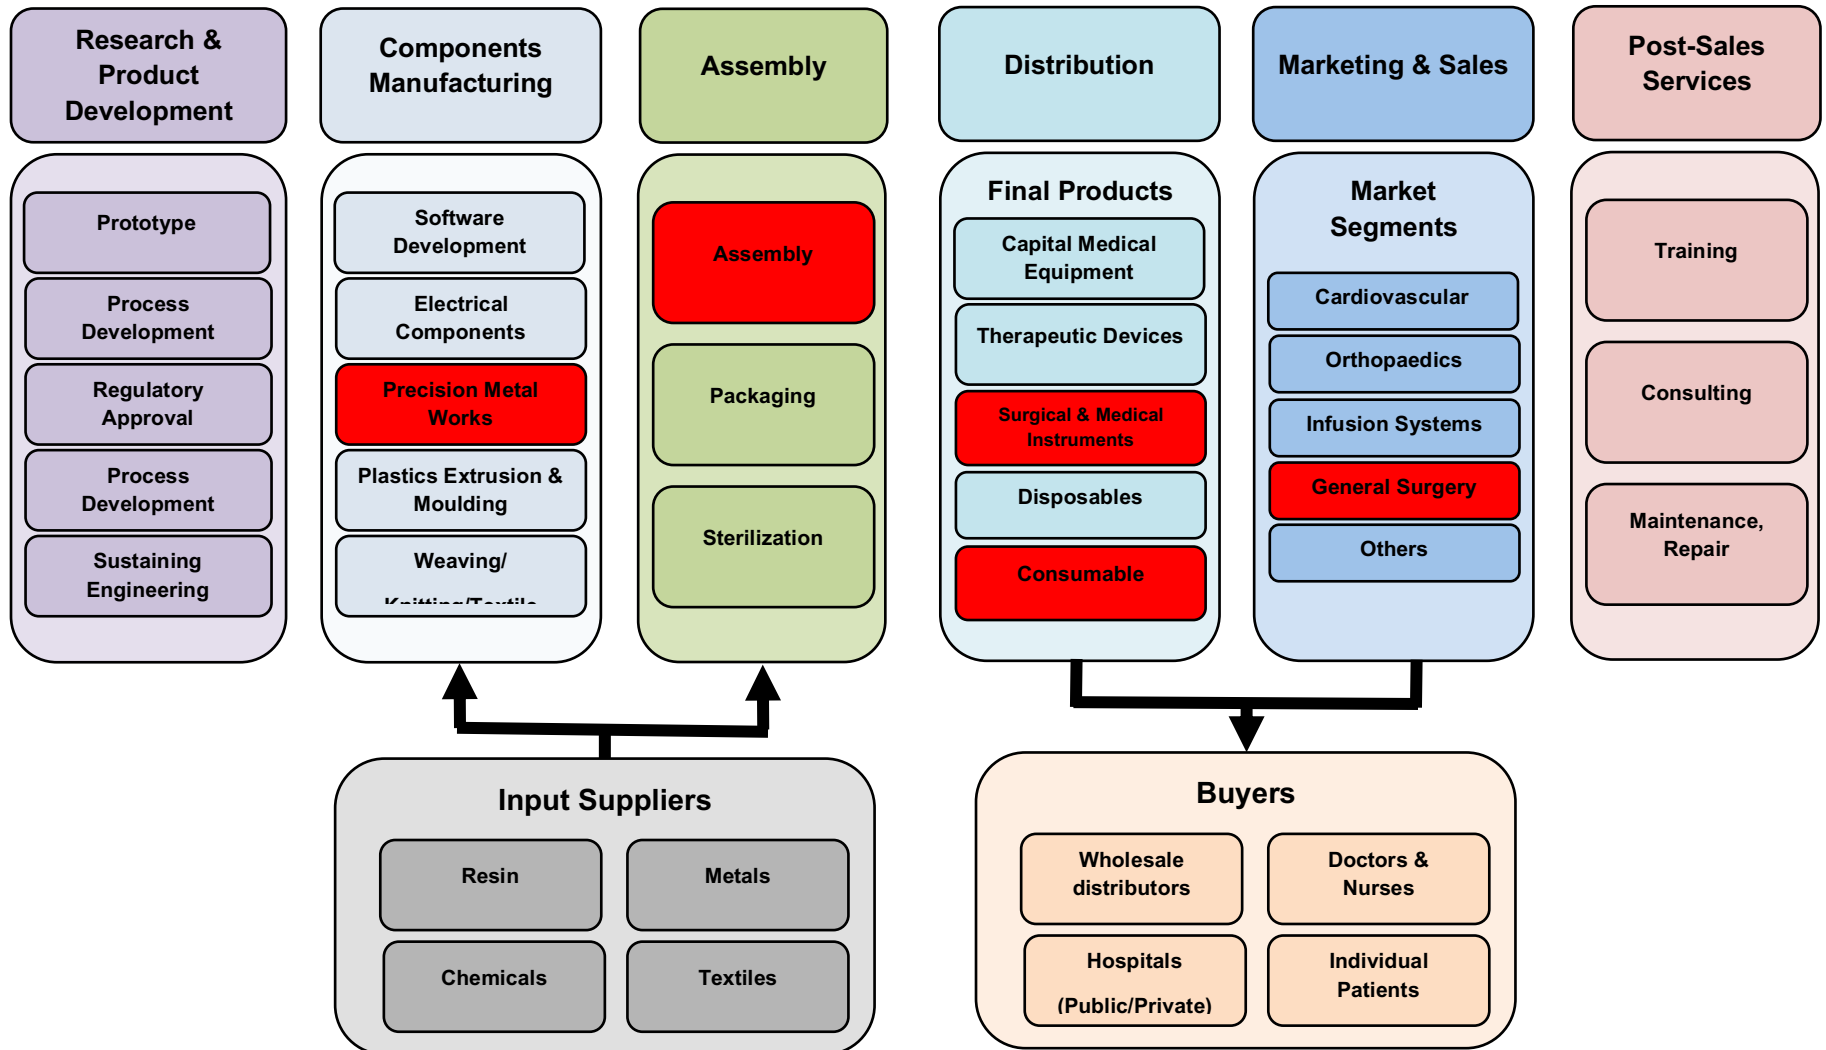 Research &
Product
Development
Components
Manufacturing
Assembly
Distribution
Marketing & Sales
Post-Sales
Services
Prototype
Process
Development
Regulatory
Approval
Process
Development
Sustaining
Engineering
Software
Development
Electrical
Components
Precision Metal
Works
Plastics Extrusion &
Moulding
Weaving/
Knitting/Textile
Assembly
Packaging
Sterilization
Final Products
Capital Medical
Equipment
Therapeutic Devices
Surgical & Medical
Instruments
Disposables
Consumable
Market
Segments
Cardiovascular
Orthopaedics
Infusion Systems
General Surgery
Others
Training
Consulting
Maintenance,
Repair
Input Suppliers
Resin
Metals
Chemicals
Textiles
Buyers
Wholesale
distributors
Doctors &
Nurses
Hospitals
(Public/Private)
Individual
Patients